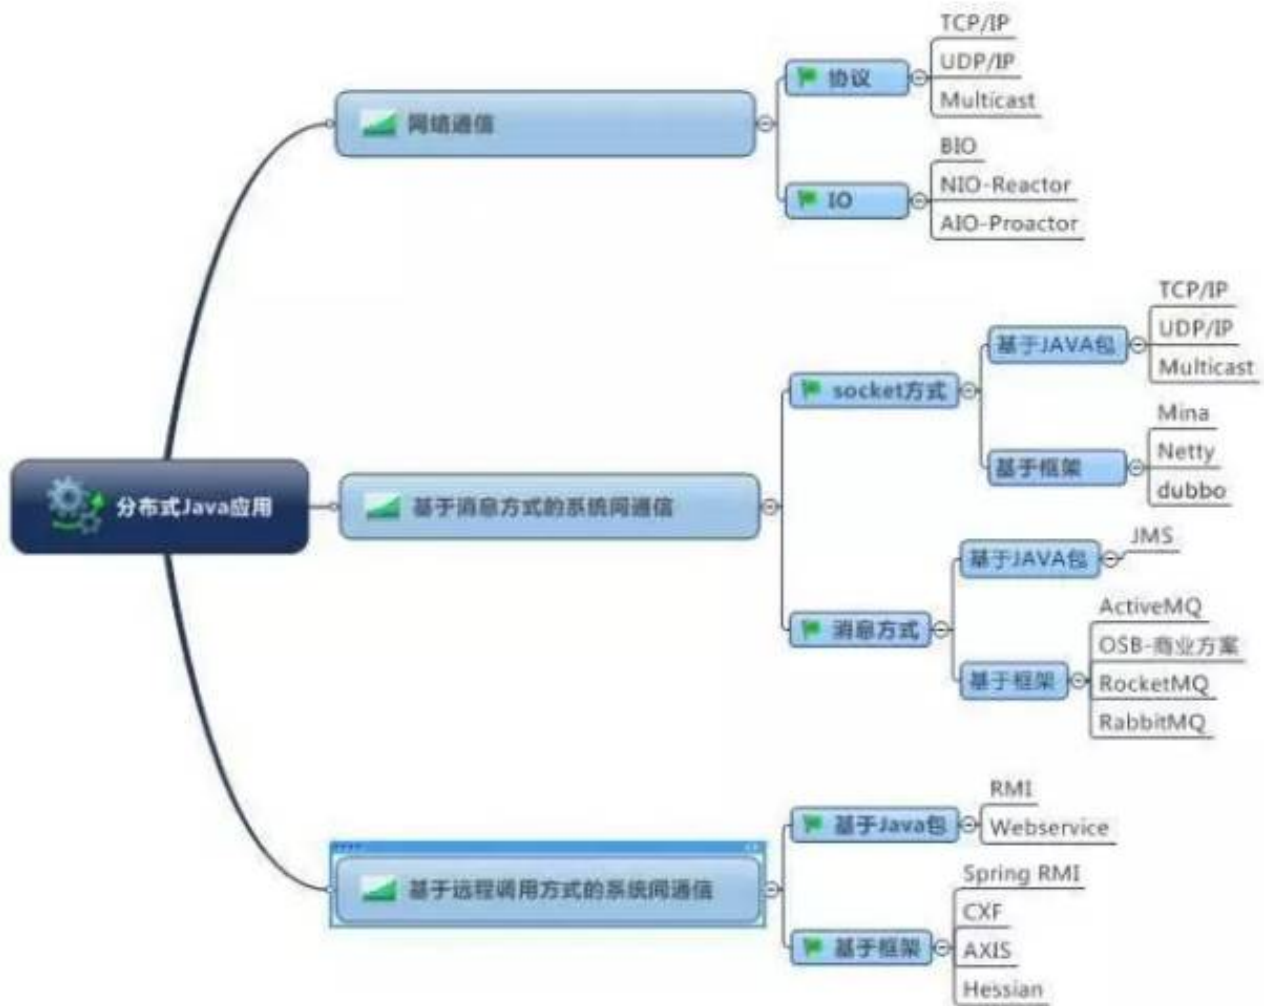 分布式Java应用
网络通信
协议
TCP/IP
UDP/IP
Multicast
IO
BIO
NIO-Reactor
AIO-Proactor
基于消息方式的系统间通信
socket方式
基于JAVA包
TCP/IP
UDP/IP
Multicast
基于框架
Mina
Netty
dubbo
消息方式
基于JAVA包
JMS
基于框架
ActiveMQ
OSB-商业方案
RocketMQ
RabbitMQ
基于远程调用方式的系统间通信
基于Java包
RMI
Webservice
基于框架
Spring RMI
CXF
AXIS
Hessian